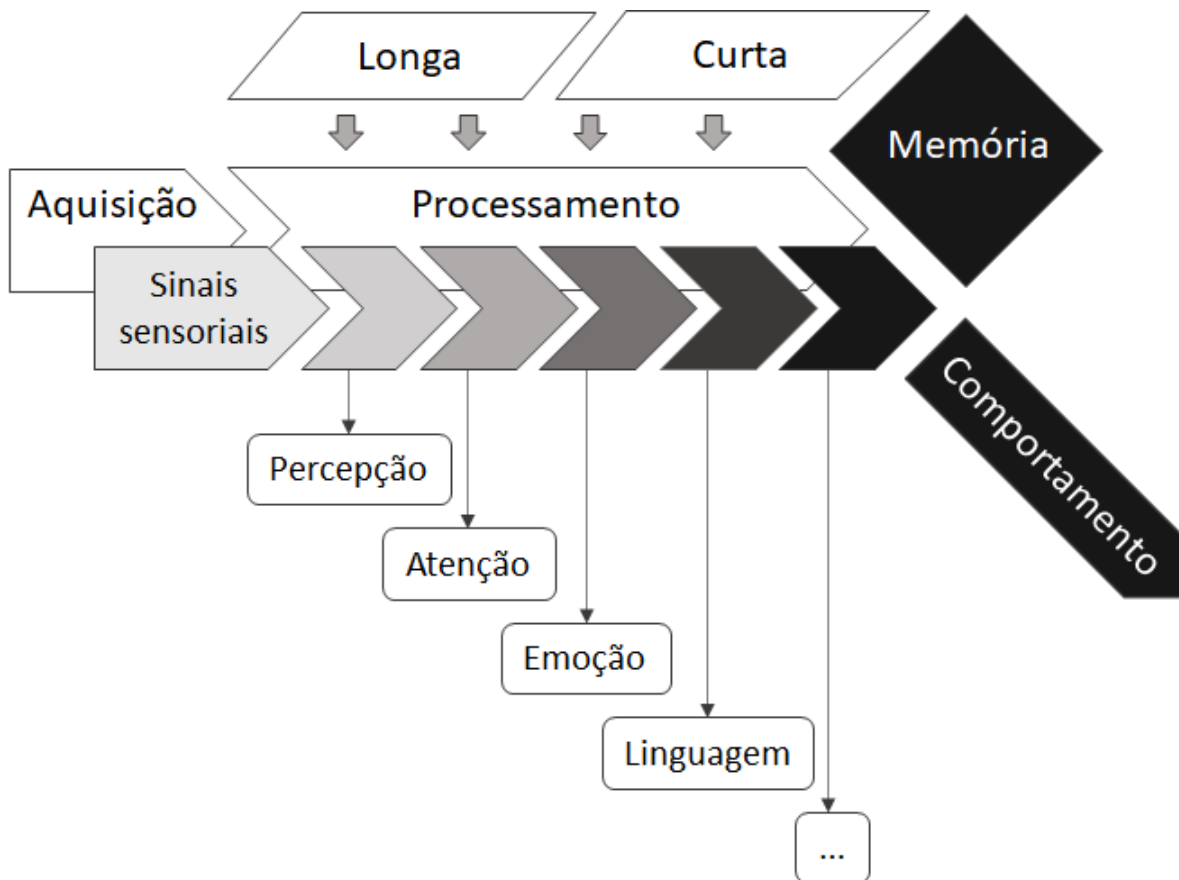 Longa
Curta
Memória
Aquisição
Processamento
Sinais
sensoriais
Comportamento
Percepção
Atenção
Emoção
Linguagem
...